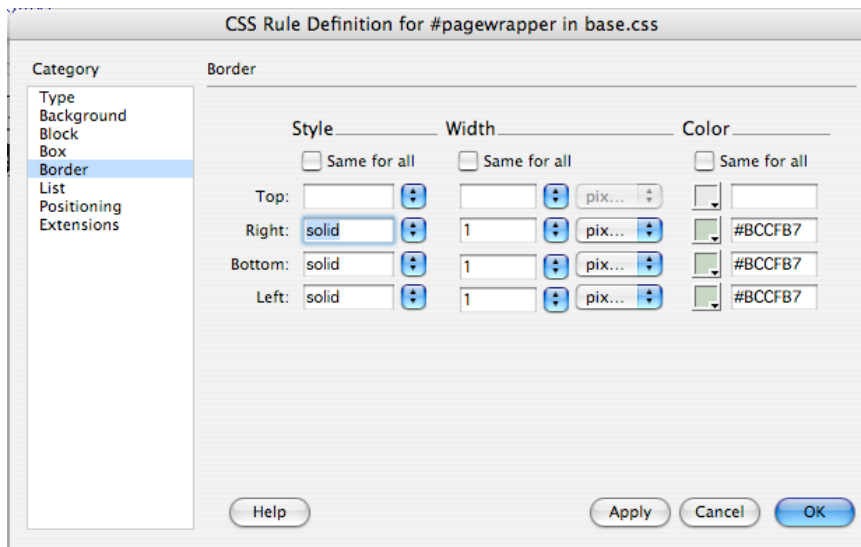 CSS Rule Definition for #pagewrapper in base.css
Category
Type
Background
Block
Box
Border
List
Positioning
Extensions
Border
Style Width Color
Same for all Same for all Same for all
Top: pix...
Right: solid 1 pix... #BCCFB7
Bottom: solid 1 pix... #BCCFB7
Left: solid 1 pix... #BCCFB7
Help Apply Cancel OK